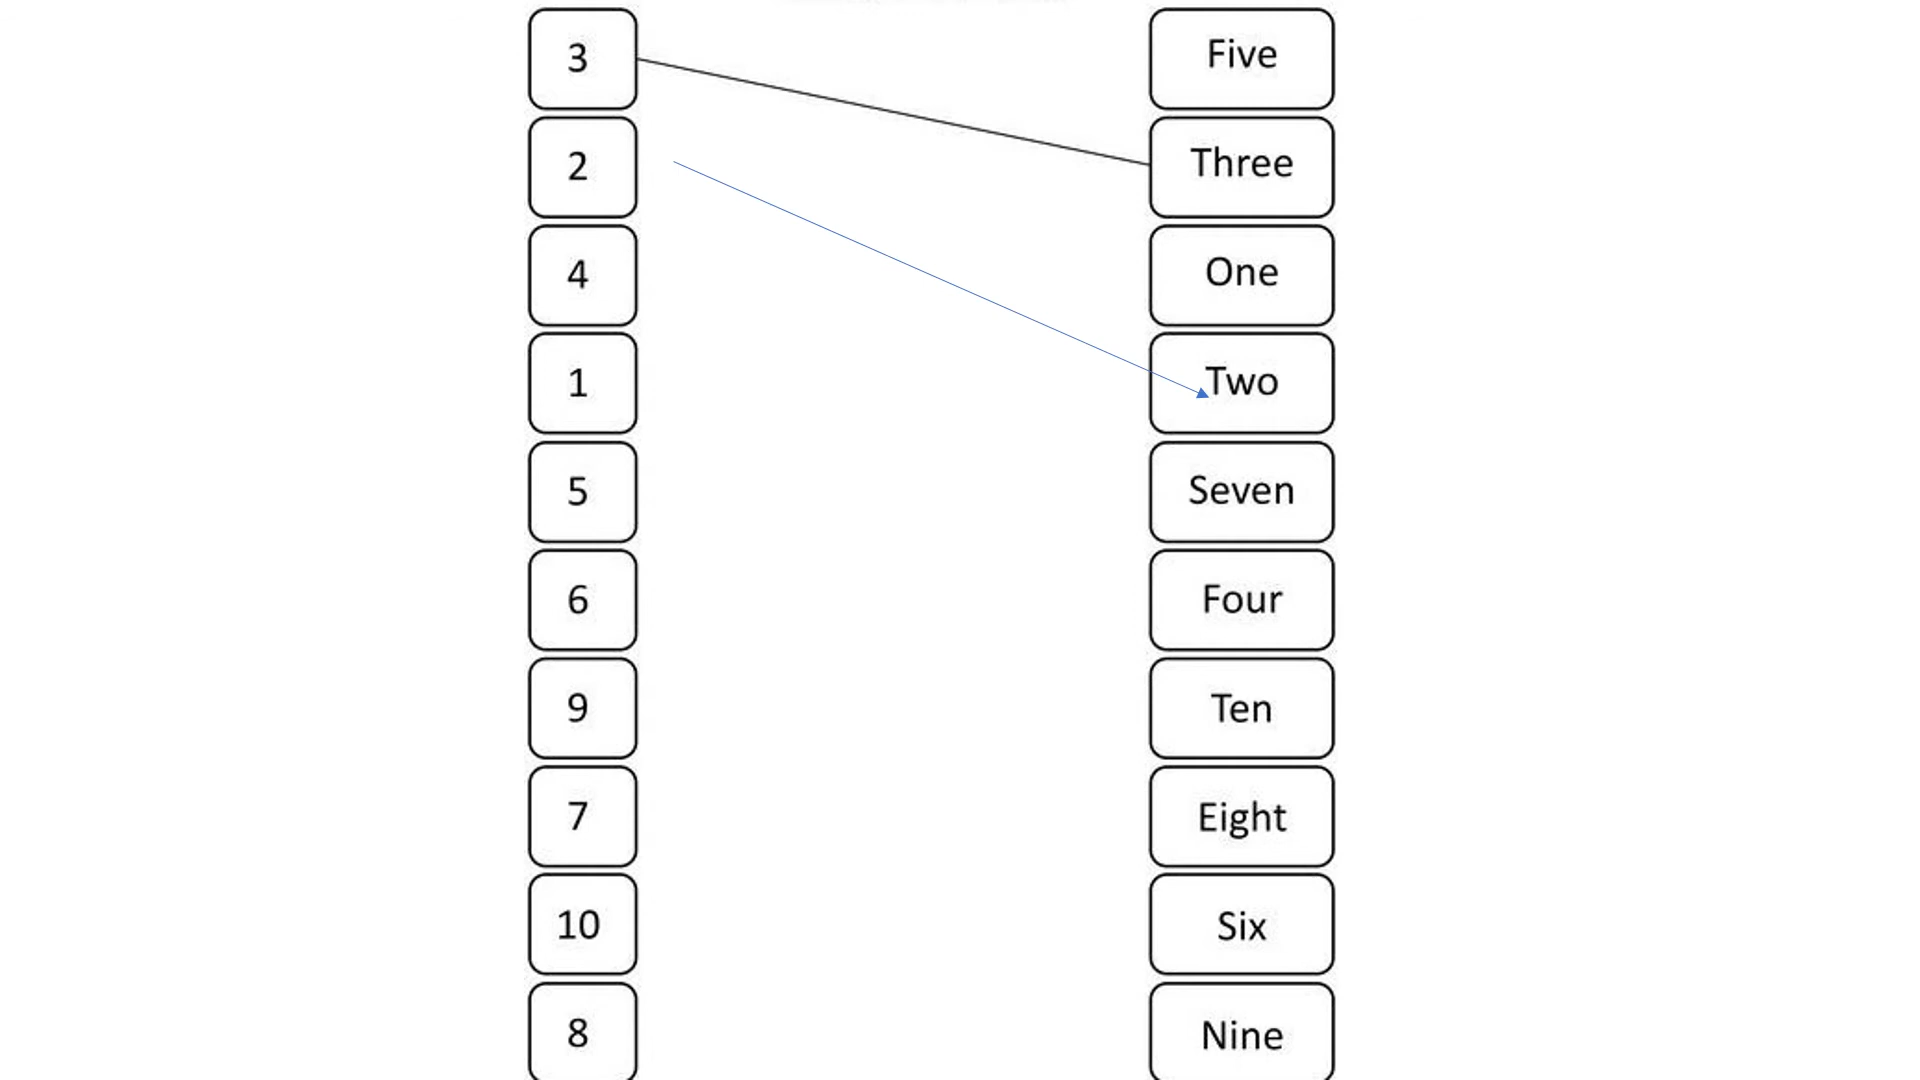 3 Five
2 Three
4 One
1 Two
5 Seven
6 Four
9 Ten
7 Eight
10 Six
8 Nine